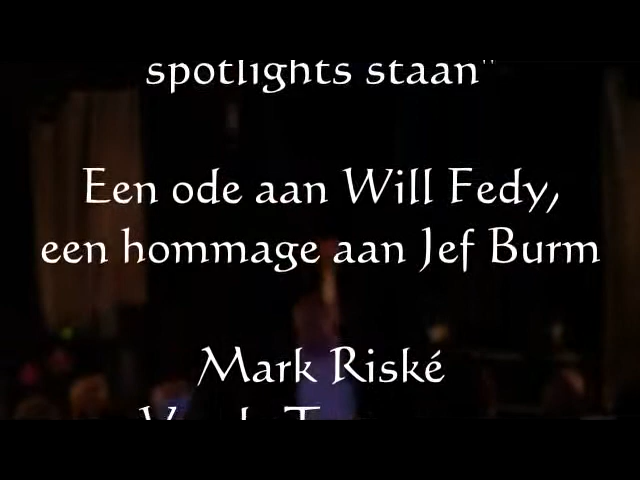 spotlights staan"
Een ode aan Will Fedy,
een hommage aan Jef Burm
Mark Riské